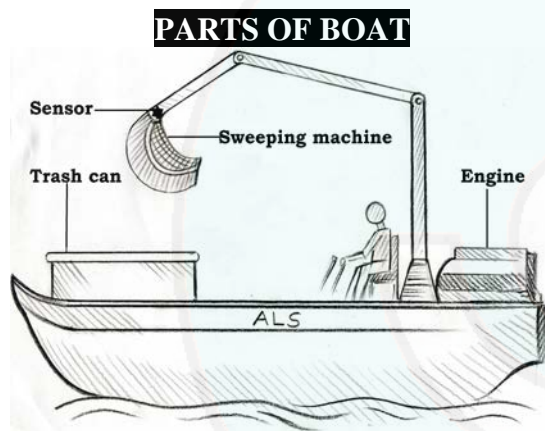 PARTS OF BOAT
Sensor
Sweeping machine
Trash can
Engine
ALS